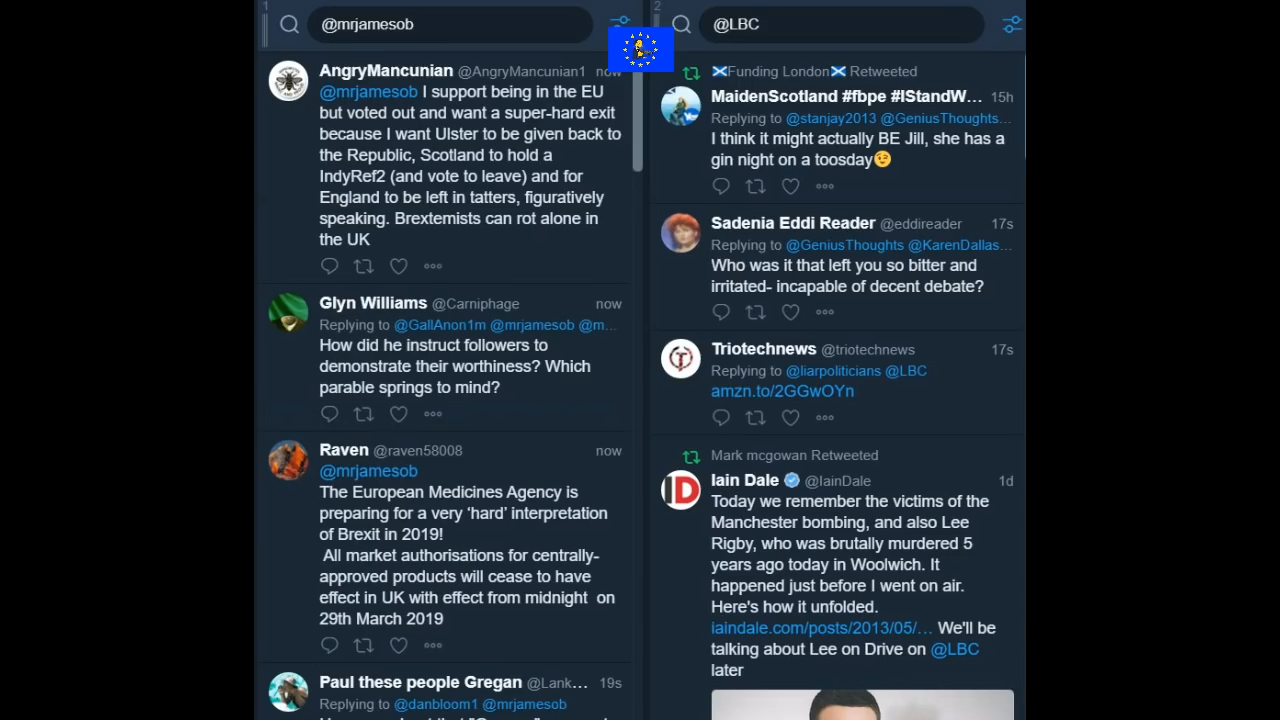 1
@mrjamesob
AngryMancunian @AngryMancunian1 now
@mrjamesob I support being in the EU
but voted out and want a super-hard exit
because I want Ulster to be given back to
the Republic, Scotland to hold a
IndyRef2 (and vote to leave) and for
England to be left in tatters, figuratively
speaking. Brextemists can rot alone in
the UK
Glyn Williams @Carniphage now
Replying to @GallAnon1m @mrjamesob @m...
How did he instruct followers to
demonstrate their worthiness? Which
parable springs to mind?
Raven @raven58008 now
@mrjamesob
The European Medicines Agency is
preparing for a very ‘hard’ interpretation
of Brexit in 2019!
All market authorisations for centrally-
approved products will cease to have
effect in UK with effect from midnight on
29th March 2019
Paul these people Gregan @Lank... 19s
Replying to @danbloom1 @mrjamesob
2
@LBC
Funding London Retweeted
MaidenScotland #fbpe #IStandW... 15h
Replying to @stanjay2013 @GeniusThoughts...
I think it might actually BE Jill, she has a
gin night on a toosday😉
Sadenia Eddi Reader @eddireader 17s
Replying to @GeniusThoughts @KarenDallas...
Who was it that left you so bitter and
irritated- incapable of decent debate?
Triotechnews @triotechnews 17s
Replying to @liarpoliticians @LBC
amzn.to/2GGwOYn
Mark mcgowan Retweeted
Iain Dale @IainDale 1d
Today we remember the victims of the
Manchester bombing, and also Lee
Rigby, who was brutally murdered 5
years ago today in Woolwich. It
happened just before I went on air.
Here's how it unfolded.
iaindale.com/posts/2013/05/... We'll be
talking about Lee on Drive on @LBC
later